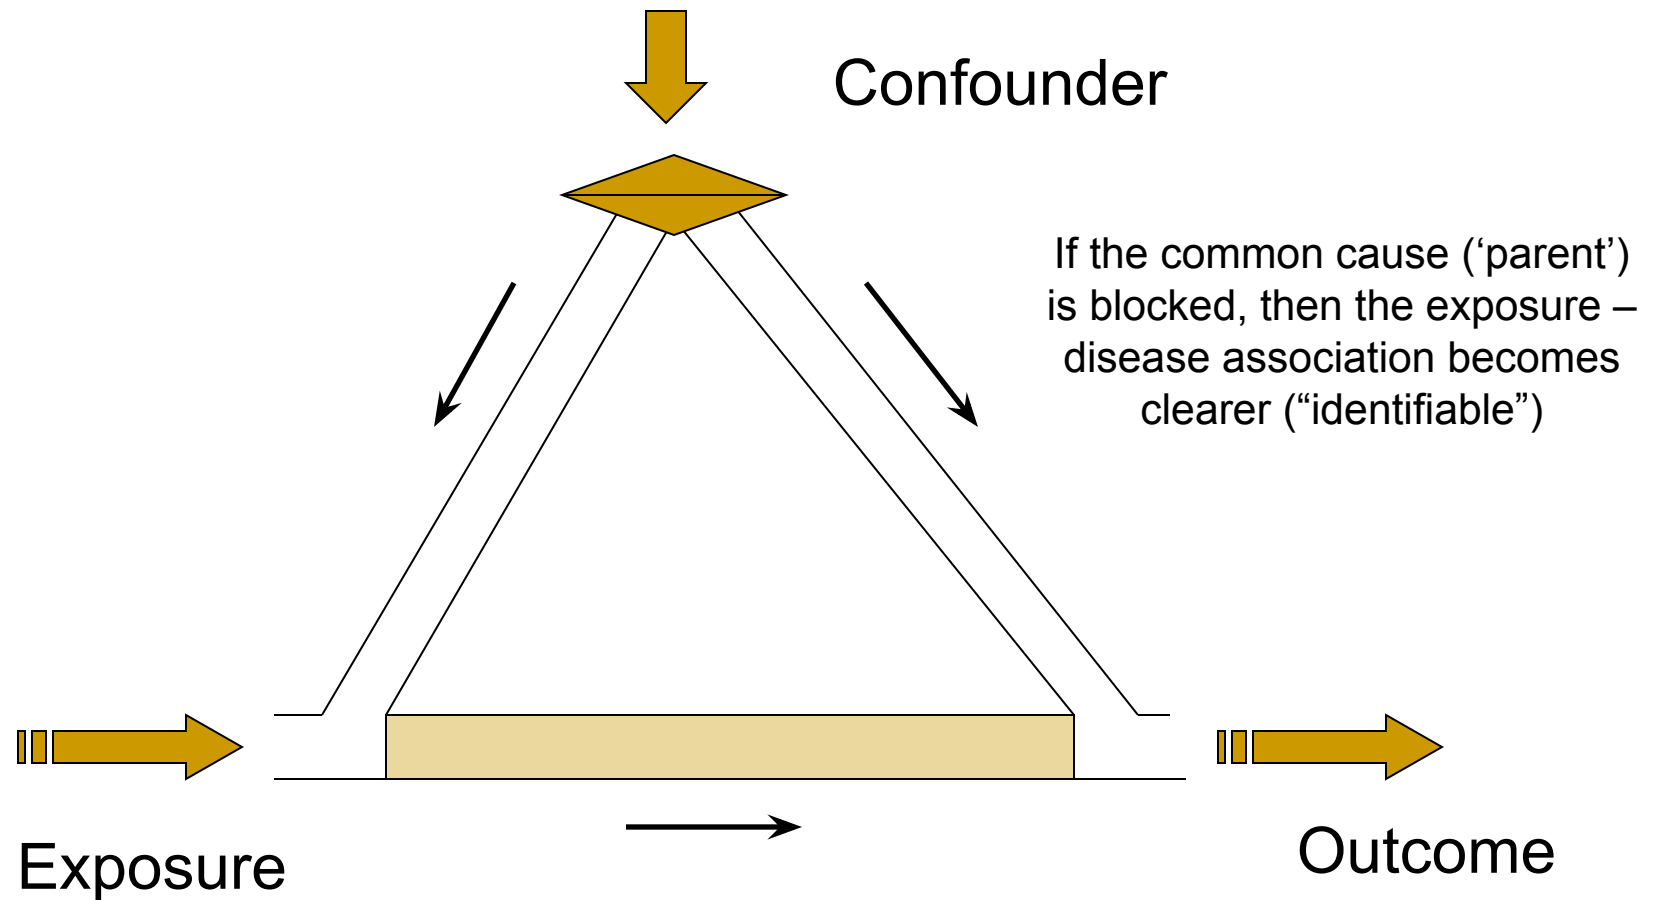 Confounder
If the common cause (‘parent’)
is blocked, then the exposure –
disease association becomes
clearer (“identifiable”)
Exposure
Outcome